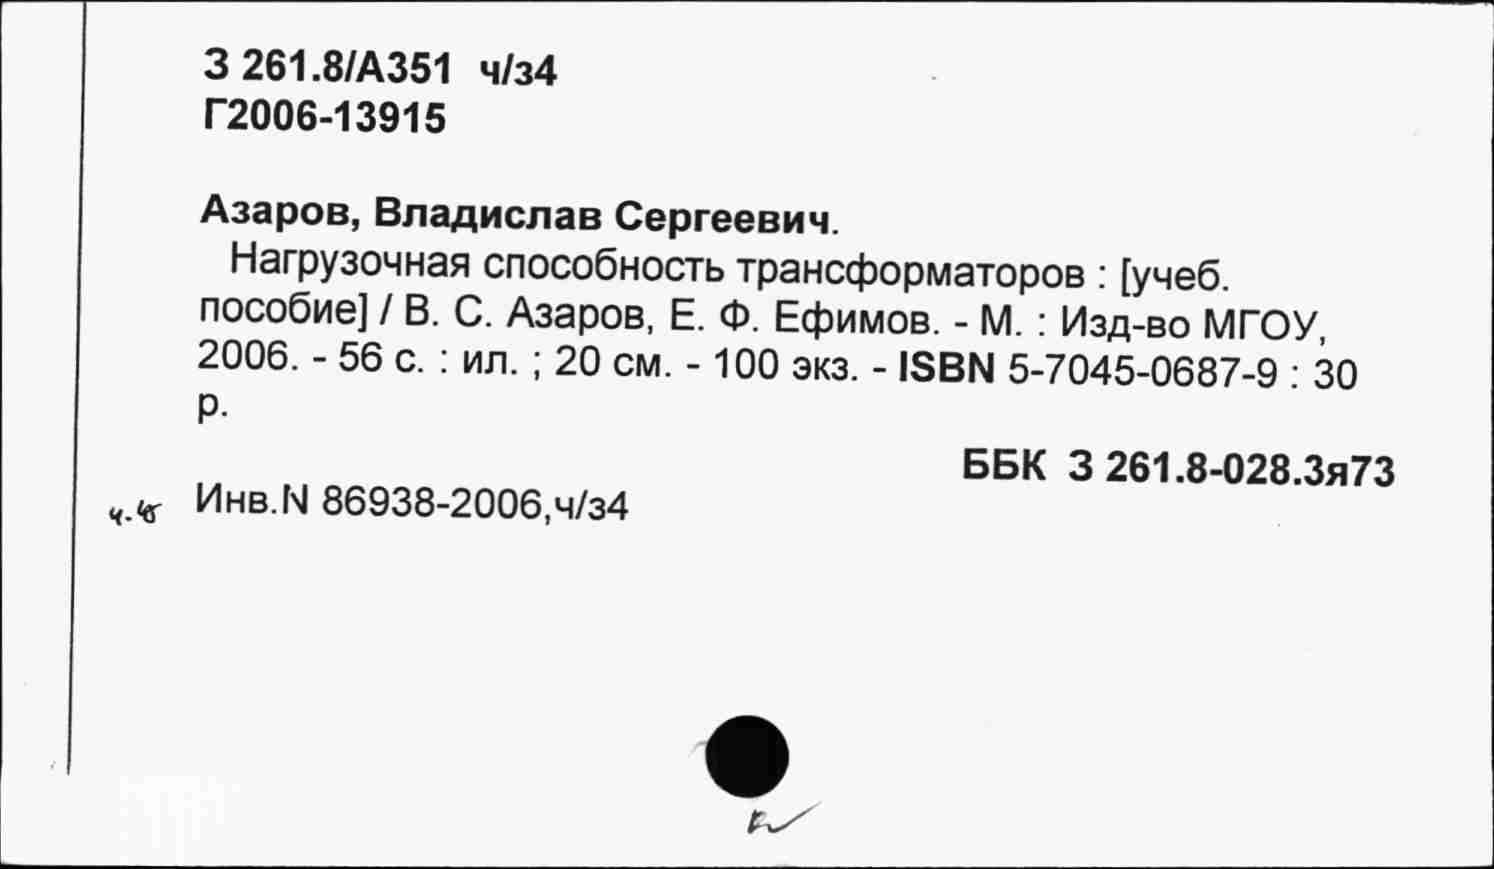 З 261.8/А351 ч/з4
Г2006-13915
Азаров, Владислав Сергеевич.
Нагрузочная способность трансформаторов : [учеб.
пособие] / В. С. Азаров, Е. Ф. Ефимов. - М. : Изд-во МГОУ,
2006. - 56 с. : ил. ; 20 см. - 100 экз. - ISBN 5-7045-0687-9 : 30
р.
ББК З 261.8-028.3я73
Инв.N 86938-2006,ч/з4